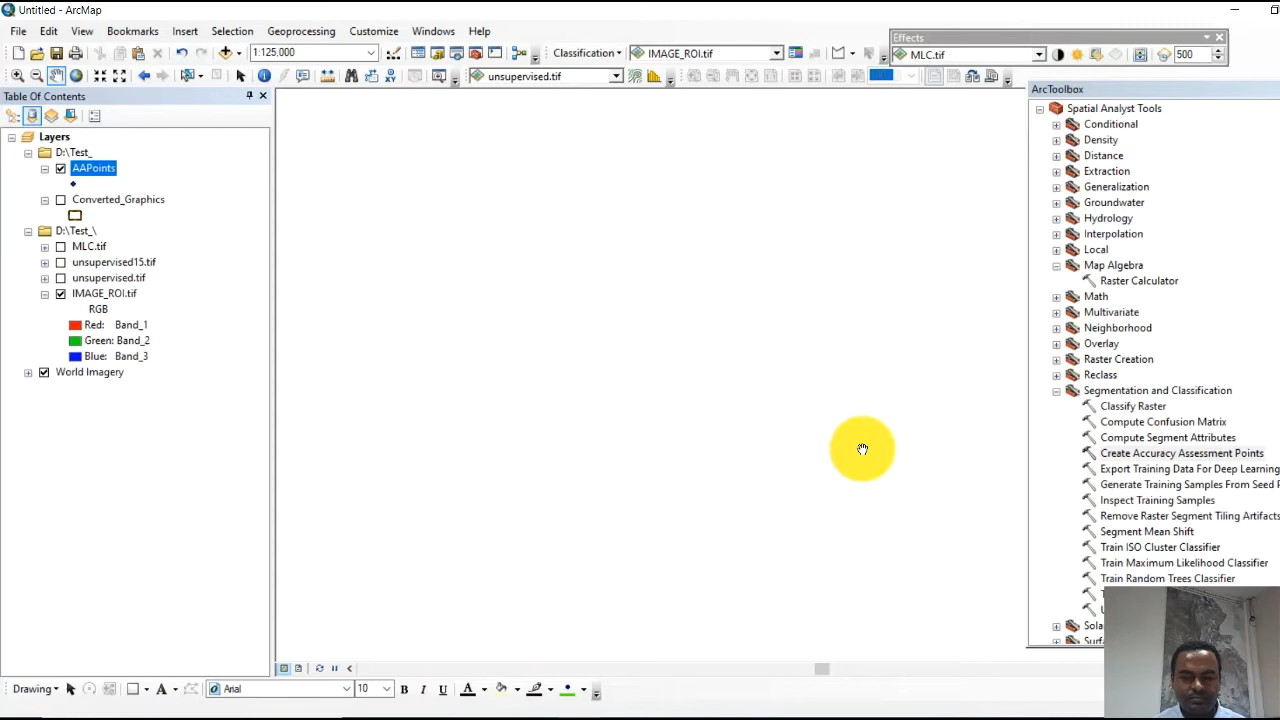 Untitled - ArcMap
File Edit View Bookmarks Insert Selection Geoprocessing Customize Windows Help
1:125,000 Classification IMAGE_ROI.tif
Effects
MLC.tif 500
unsupervised.tif
Table Of Contents
Layers
D:\Test_
AAPoints
Converted_Graphics
D:\Test_\
MLC.tif
unsupervised15.tif
unsupervised.tif
IMAGE_ROI.tif
RGB
Red: Band_1
Green: Band_2
Blue: Band_3
World Imagery
ArcToolbox
Spatial Analyst Tools
Conditional
Density
Distance
Extraction
Generalization
Groundwater
Hydrology
Interpolation
Local
Map Algebra
Raster Calculator
Math
Multivariate
Neighborhood
Overlay
Raster Creation
Reclass
Segmentation and Classification
Classify Raster
Compute Confusion Matrix
Compute Segment Attributes
Create Accuracy Assessment Points
Export Training Data For Deep Learning
Generate Training Samples From Seed P
Inspect Training Samples
Remove Raster Segment Tiling Artifacts
Segment Mean Shift
Train ISO Cluster Classifier
Train Maximum Likelihood Classifier
Train Random Trees Classifier
Sola
Surf
Drawing A Arial 10 B I U A